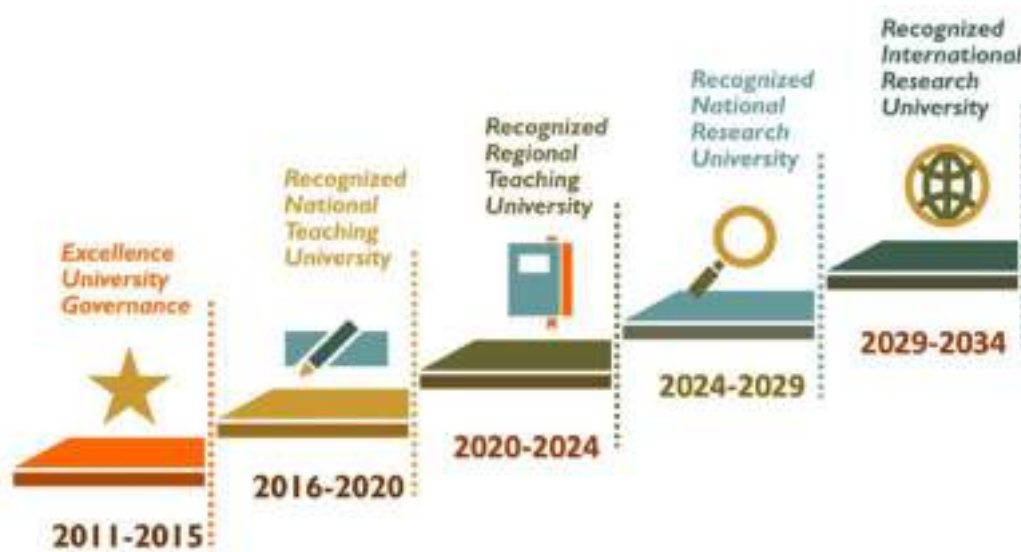 Excellence
University
Governance
2011-2015
Recognized
National
Teaching
University
2016-2020
Recognized
Regional
Teaching
University
2020-2024
Recognized
National
Research
University
2024-2029
Recognized
International
Research
University
2029-2034